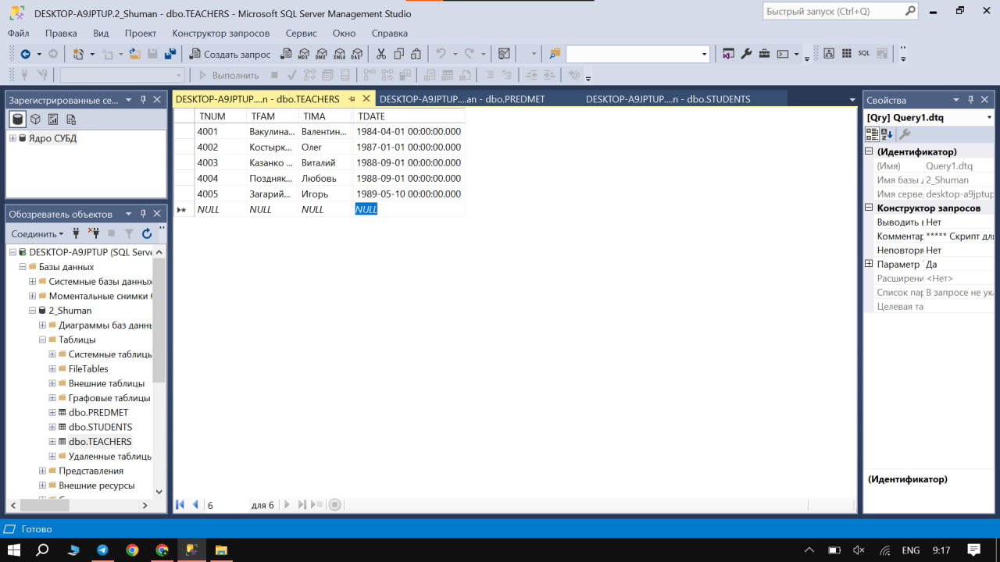 DESKTOP-A9JPTUP.2_Shuman - dbo.TEACHERS - Microsoft SQL Server Management Studio
Быстрый запуск (Ctrl+Q)
Файл Правка Вид Проект Конструктор запросов Сервис Окно Справка
Создать запрос MDX DMX XMLA DAX SQL
Выполнить
Зарегистрированные се...
Ядро СУБД
Обозреватель объектов
Соединить
DESKTOP-A9JPTUP (SQL Serve
Базы данных
Системные базы данных
Моментальные снимки б
2_Shuman
Диаграммы баз данны
Таблицы
Системные таблицы
FileTables
Внешние таблицы
Графовые таблицы
dbo.PREDMET
dbo.STUDENTS
dbo.TEACHERS
Удаленные таблицы
Представления
Внешние ресурсы
DESKTOP-A9JPTUP....n - dbo.TEACHERS DESKTOP-A9JPTUP....an - dbo.PREDMET DESKTOP-A9JPTUP....n - dbo.STUDENTS
TNUM TFAM TIMA TDATE
4001 Вакулина... Валентин... 1984-04-01 00:00:00.000
4002 Костырк... Олег 1987-01-01 00:00:00.000
4003 Казанко ... Виталий 1988-09-01 00:00:00.000
4004 Поздняк... Любовь 1988-09-01 00:00:00.000
4005 Загарий... Игорь 1989-05-10 00:00:00.000
NULL NULL NULL NULL
6 для 6
Свойства
[Qry] Query1.dtq
(Идентификатор)
(Имя) Query1.dtq
Имя базы д 2_Shuman
Имя серве desktop-a9jptup
Конструктор запросов
Выводить в Нет
Комментар ***** Скрипт для
Неповторя Нет
Параметр Да
Расширени <Нет>
Список пар В запросе не ука
Целевая та
(Идентификатор)
Готово
ENG 9:17